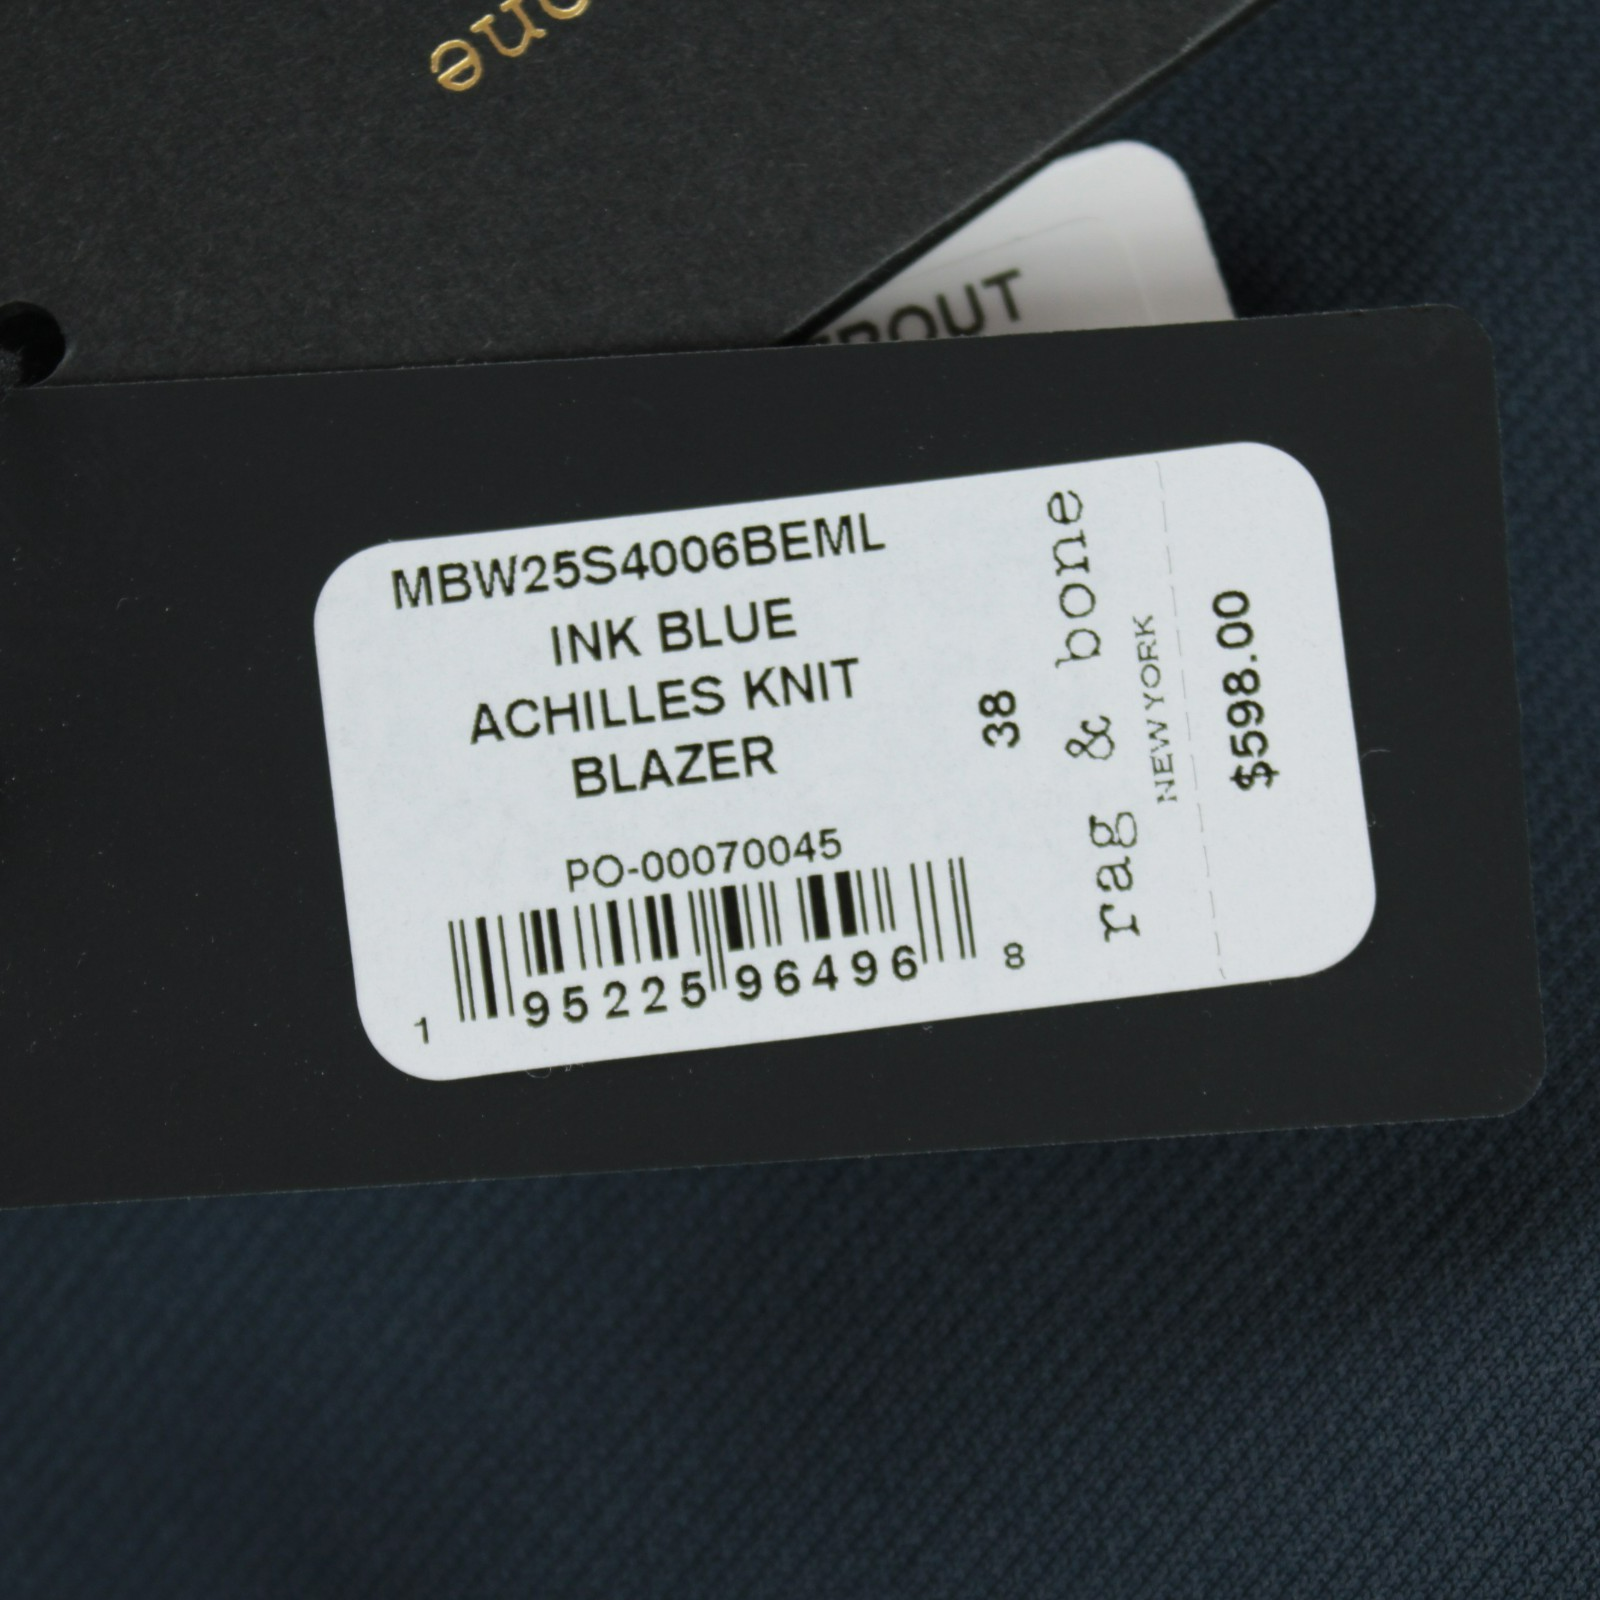 MBW25S4006BEML
INK BLUE
ACHILLES KNIT
BLAZER
PO-00070045
1 95225 96496 8
38
rag & bone
NEW YORK
$598.00